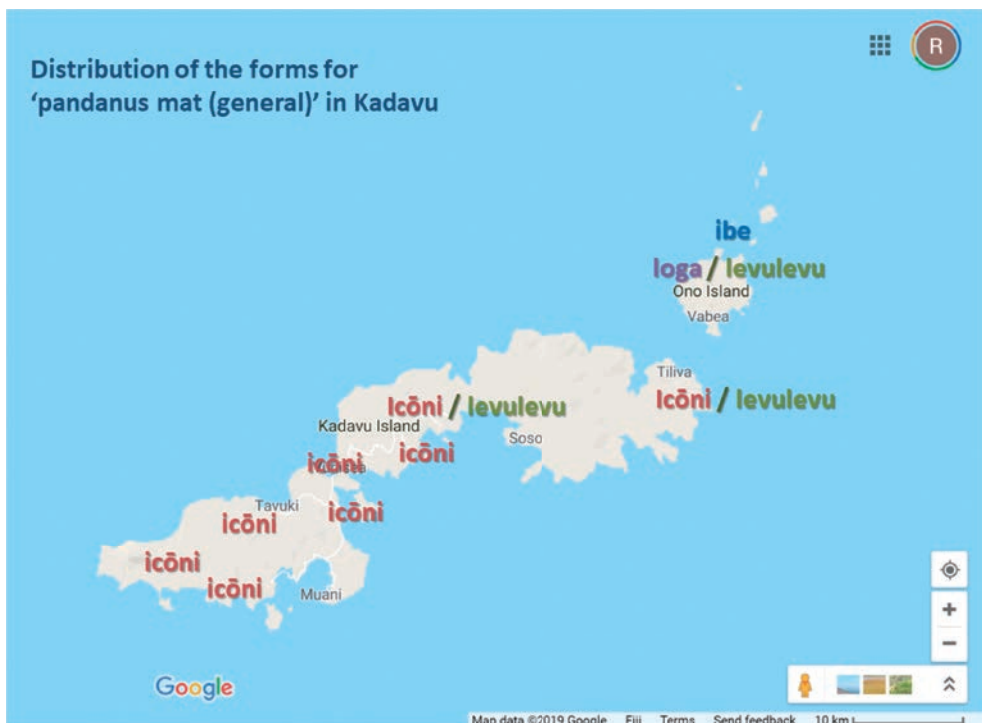 Distribution of the forms for
‘pandanus mat (general)’ in Kadavu
R
ibe
loga / levulevu
Ono Island
Vabea
Tiliva
Icōni / levulevu
Icōni / levulevu
Kadavu Island
Soso
icōni
icōni
Tavuki
icōni
icōni
icōni
icōni
Muani
Google
Map data ©2019 Google Fiji Terms Send feedback 10 km